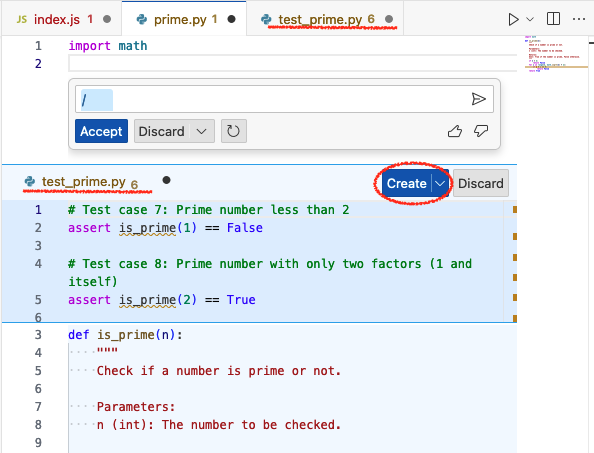 JS index.js 1
prime.py 1
test_prime.py 6
1 import math
2
/
Accept
Discard
test_prime.py 6
Create
Discard
1 # Test case 7: Prime number less than 2
2 assert is_prime(1) == False
3
4 # Test case 8: Prime number with only two factors (1 and
itself)
5 assert is_prime(2) == True
6
3 def is_prime(n):
4 """
5 Check if a number is prime or not.
6
7 Parameters:
8 n (int): The number to be checked.
9